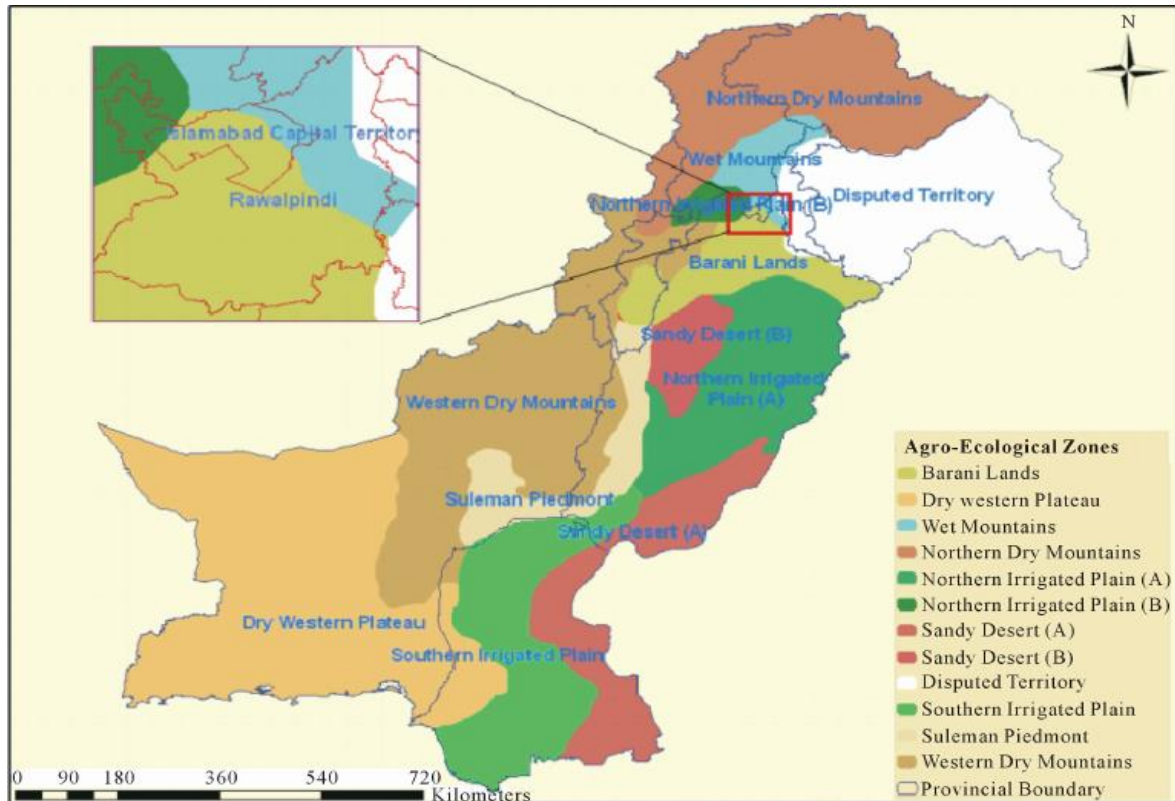 N
Northern Dry Mountains
Wet Mountains
Islamabad Capital Territory
Rawalpindi
Disputed Territory
Northern Irrigated Plain (B)
Barani Lands
Sandy Desert (B)
Northern Irrigated
Plain (A)
Western Dry Mountains
Suleman Piedmont
Sandy Desert (A)
Dry Western Plateau
Southern Irrigated Plain
Agro-Ecological Zones
Barani Lands
Dry western Plateau
Wet Mountains
Northern Dry Mountains
Northern Irrigated Plain (A)
Northern Irrigated Plain (B)
Sandy Desert (A)
Sandy Desert (B)
Disputed Territory
Southern Irrigated Plain
Suleman Piedmont
Western Dry Mountains
Provincial Boundary
0 90 180 360 540 720
Kilometers